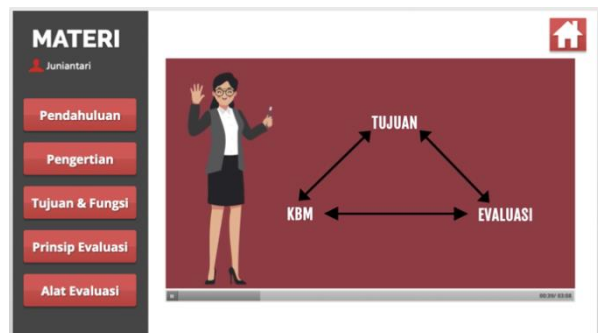 MATERI
Juniantari
Pendahuluan
Pengertian
Tujuan & Fungsi
Prinsip Evaluasi
Alat Evaluasi
TUJUAN
KBM
EVALUASI